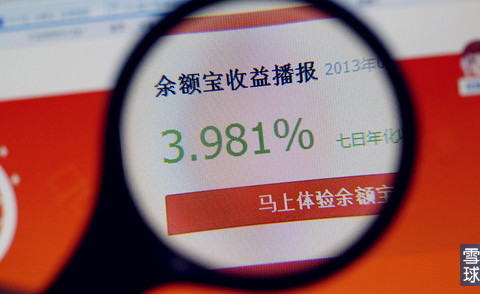 余额宝收益播报 2013年
3.981% 七日年化
马上体验余额宝
雪球